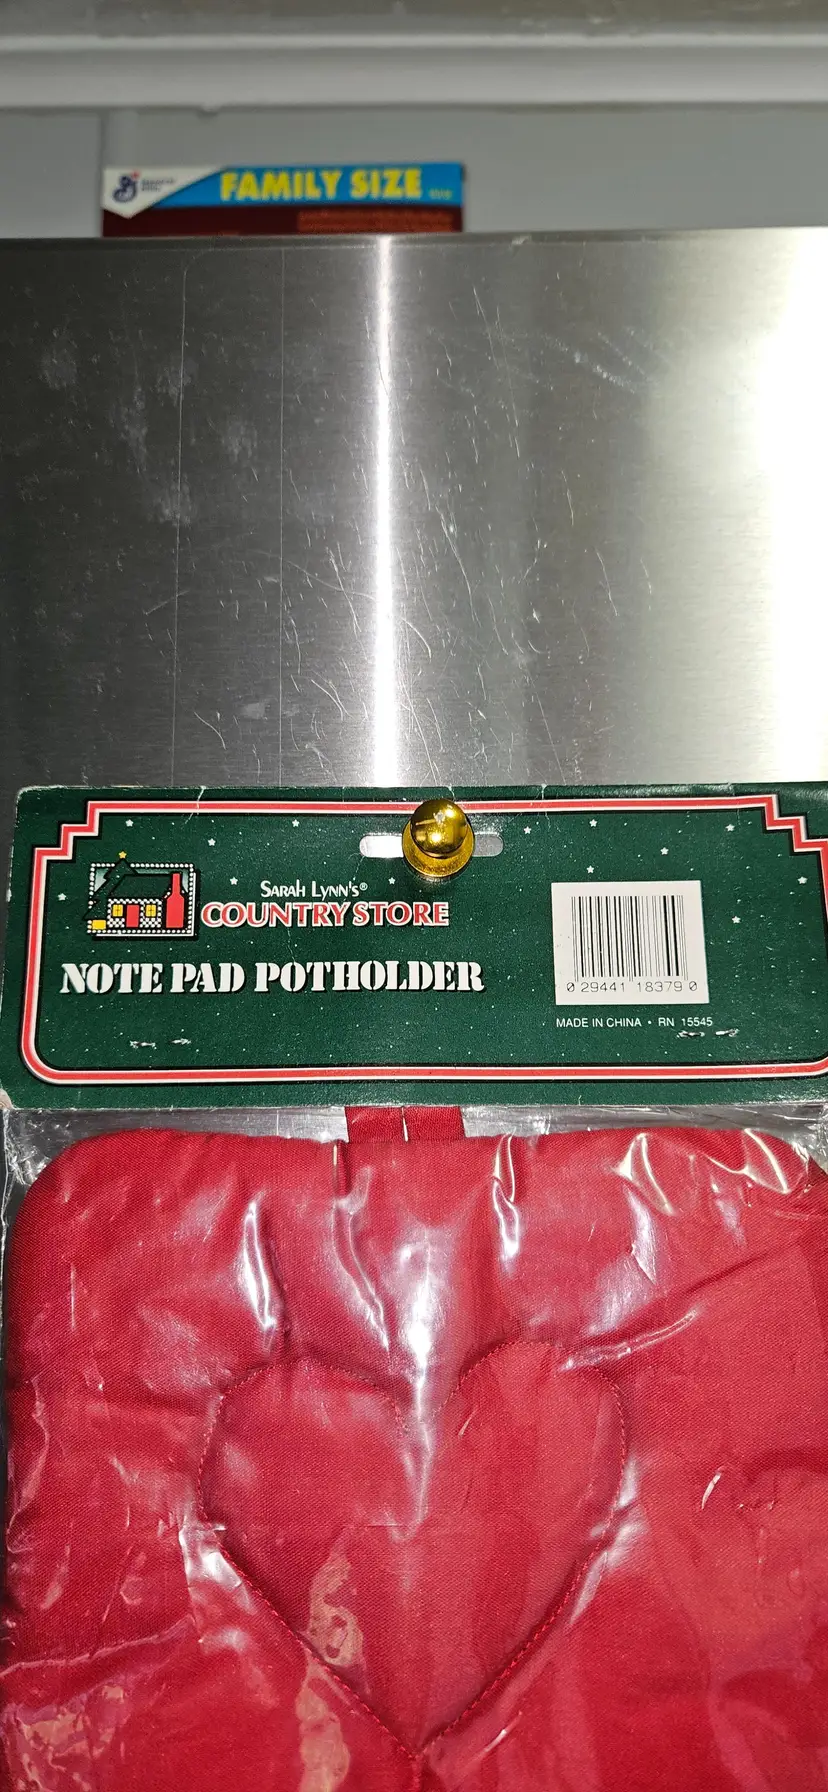 FAMILY SIZE
SARAH LYNN'S®
COUNTRY STORE
NOTE PAD POTHOLDER
0 29441 18379 0
MADE IN CHINA • RN 15545